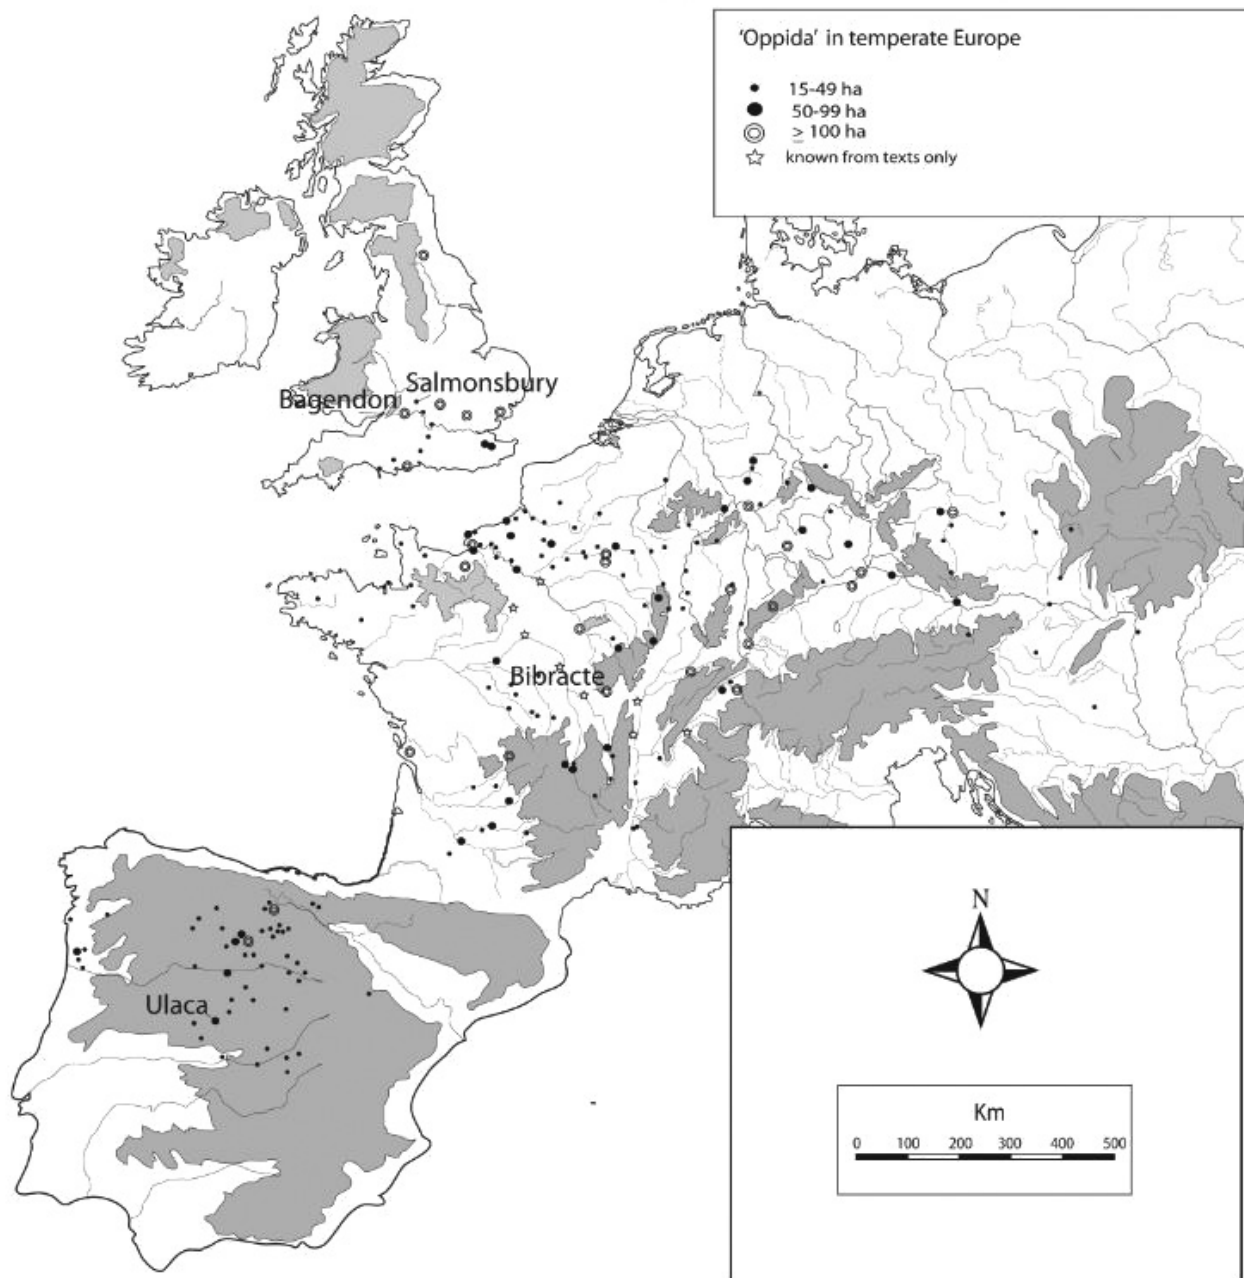 'Oppida' in temperate Europe
15-49 ha
50-99 ha
≥ 100 ha
known from texts only
Salmonsbury
Bagendon
Bibracte
Ulaca
N
Km
0 100 200 300 400 500